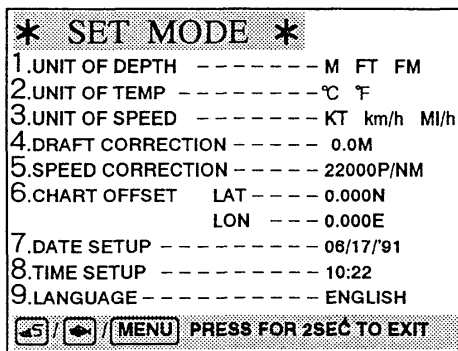 * SET MODE *
1.UNIT OF DEPTH ------- M FT FM
2.UNIT OF TEMP --------- ℃ ℉
3.UNIT OF SPEED ------- KT km/h MI/h
4.DRAFT CORRECTION ----- 0.0M
5.SPEED CORRECTION ----- 22000P/NM
6.CHART OFFSET LAT ---- 0.000N
LON --- 0.000E
7.DATE SETUP --------- 06/17/'91
8.TIME SETUP --------- 10:22
9.LANGUAGE --------- ENGLISH
/ / MENU PRESS FOR 2SEC TO EXIT